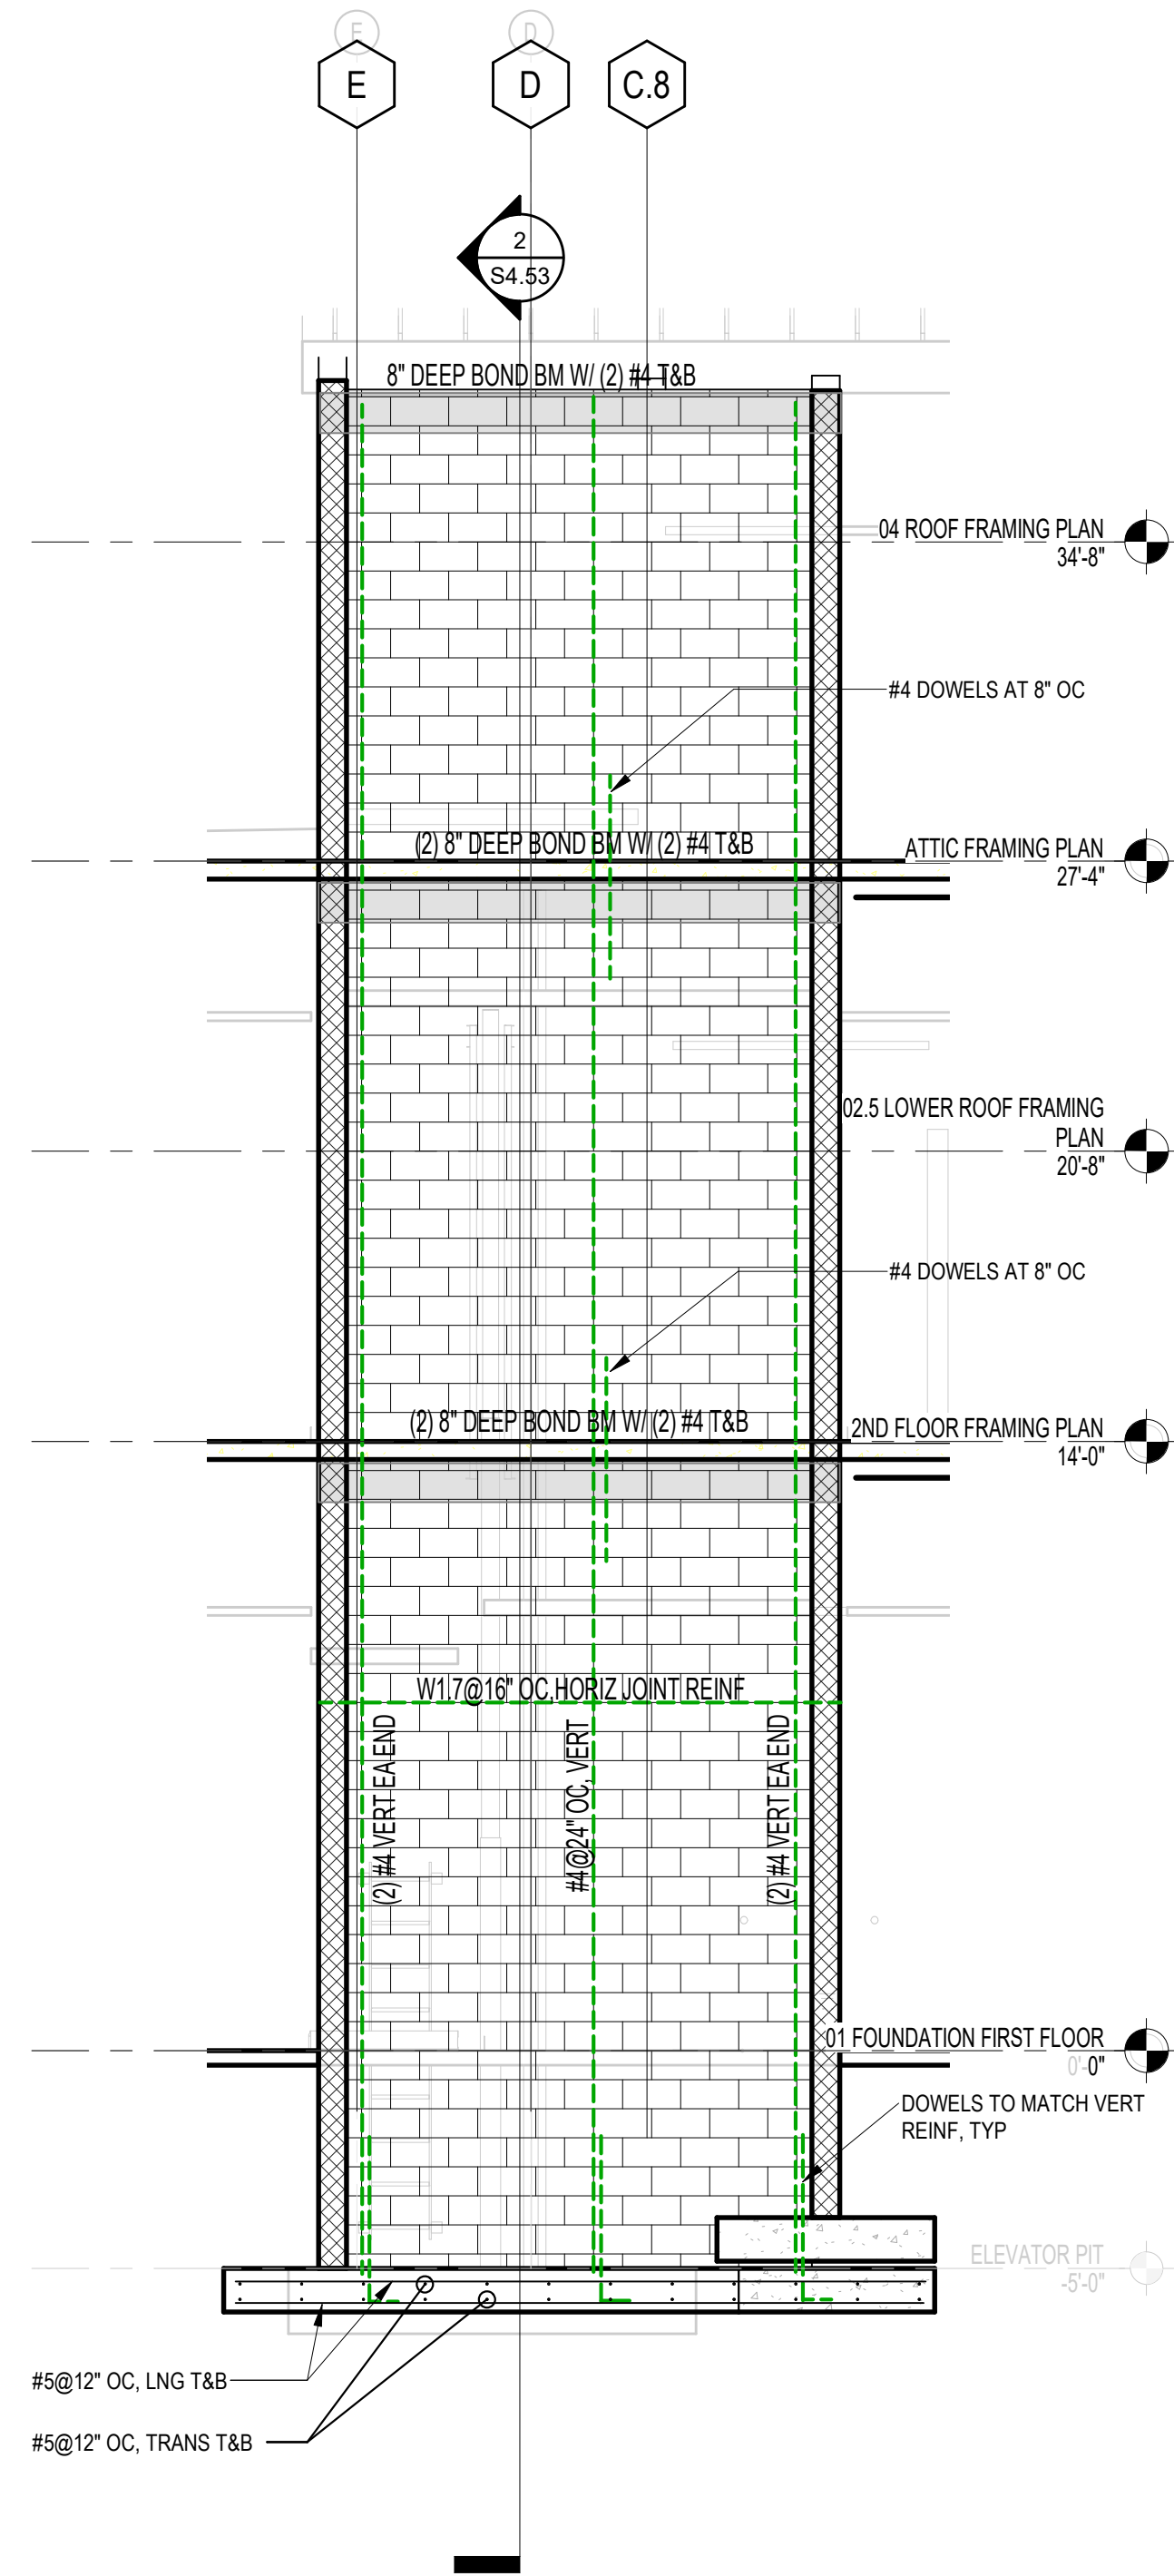 F
D
E
D
C.8
2
S4.53
8" DEEP BOND BM W/ (2) #4 T&B
04 ROOF FRAMING PLAN
34'-8"
#4 DOWELS AT 8" OC
(2) 8" DEEP BOND BM W/ (2) #4 T&B
ATTIC FRAMING PLAN
27'-4"
02.5 LOWER ROOF FRAMING
PLAN
20'-8"
#4 DOWELS AT 8" OC
(2) 8" DEEP BOND BM W/ (2) #4 T&B
2ND FLOOR FRAMING PLAN
14'-0"
W1.7@16" OC,HORIZ JOINT REINF
(2) #4 VERT EA END
#4@24" OC, VERT
(2) #4 VERT EA END
01 FOUNDATION FIRST FLOOR
0'-0"
DOWELS TO MATCH VERT
REINF, TYP
ELEVATOR PIT
-5'-0"
#5@12" OC, LNG T&B
#5@12" OC, TRANS T&B